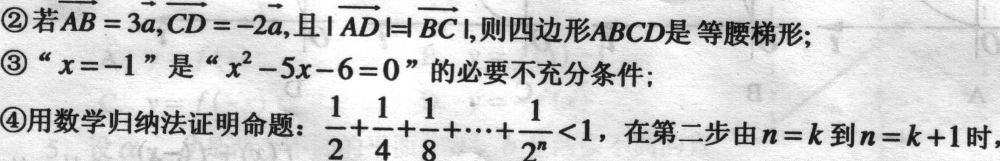 ②若$\overrightarrow{AB}=3\vec{a},\overrightarrow{CD}=-2\vec{a}$,且$|\overrightarrow{AD}|=|\overrightarrow{BC}|$,则四边形ABCD是等腰梯形;
③“$x=-1$”是“$x^2-5x-6=0$”的必要不充分条件;
④用数学归纳法证明命题：$\frac{1}{2}+\frac{1}{4}+\frac{1}{8}+\cdots+\frac{1}{2^n}<1$，在第二步由$n=k$到$n=k+1$时，